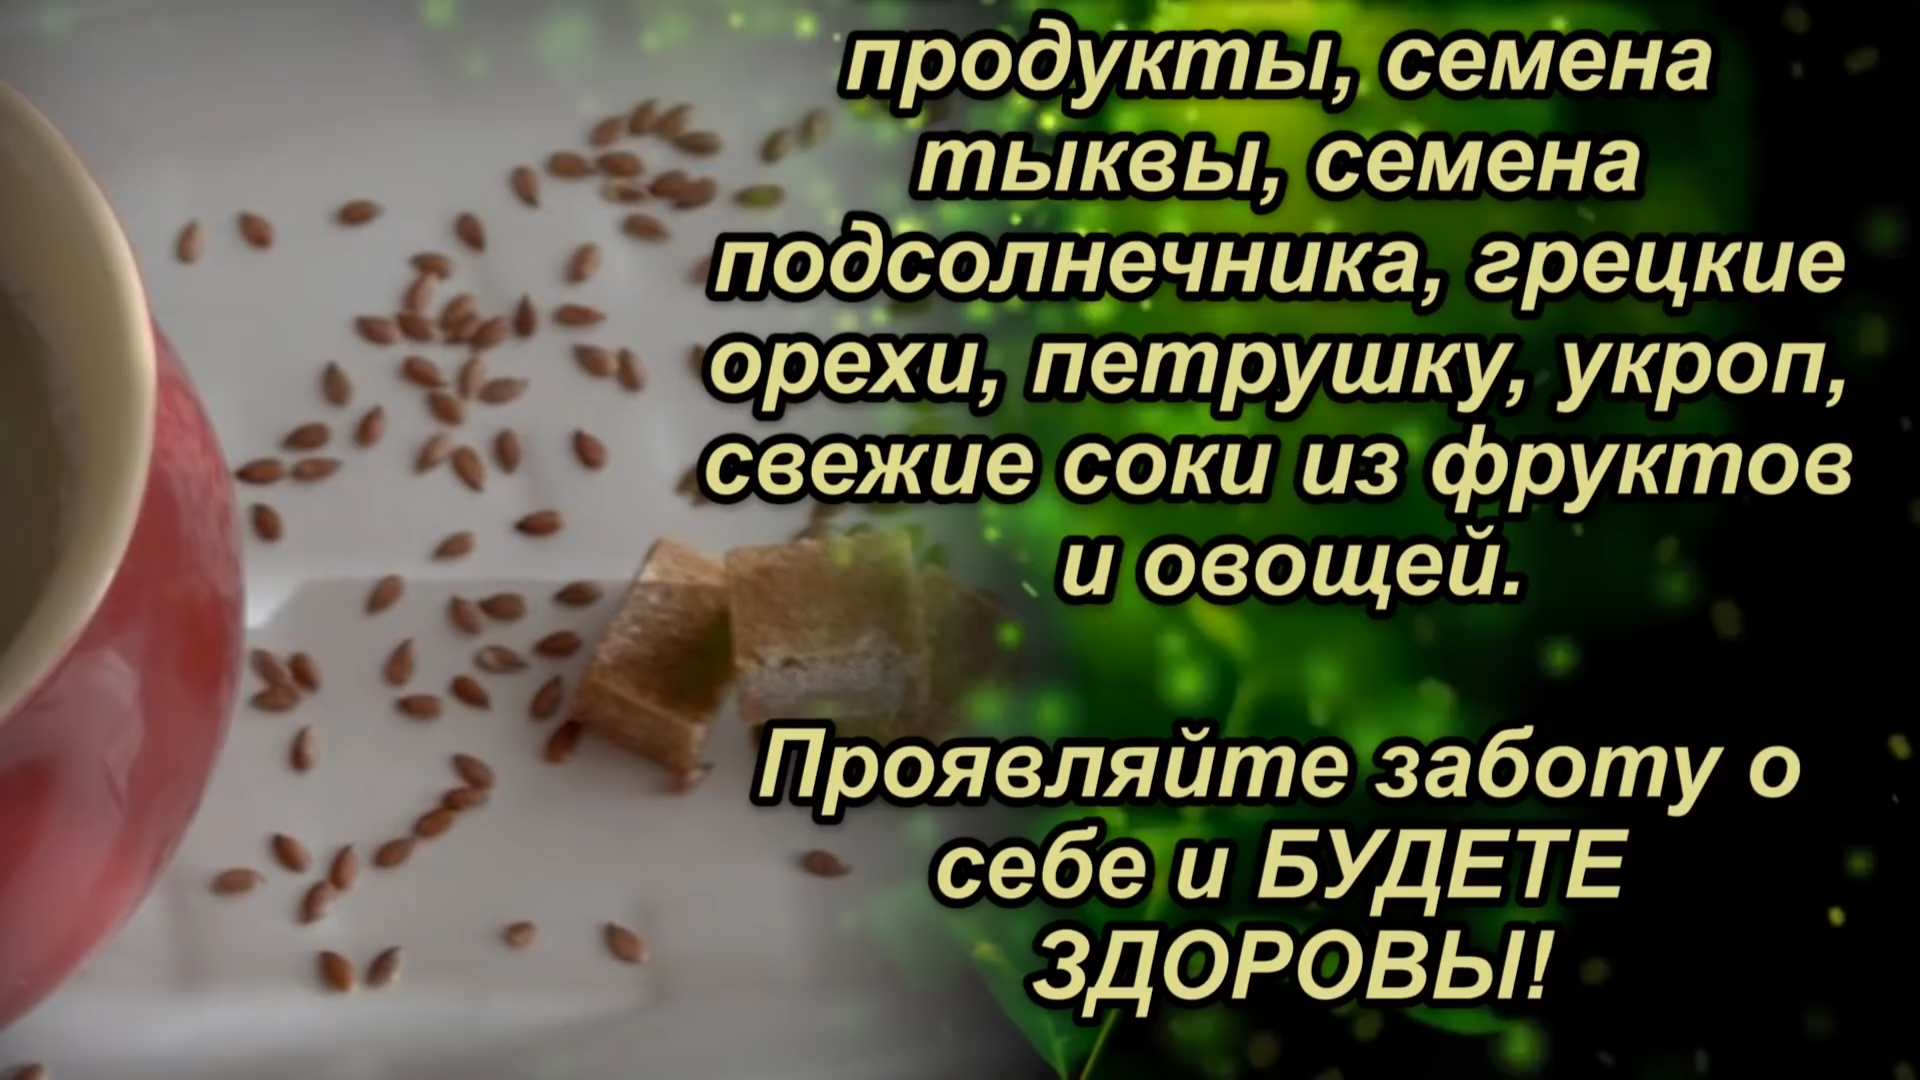 продукты, семена
тыквы, семена
подсолнечника, грецкие
орехи, петрушку, укроп,
свежие соки из фруктов
и овощей.
Проявляйте заботу о
себе и БУДЕТЕ
ЗДОРОВЫ!